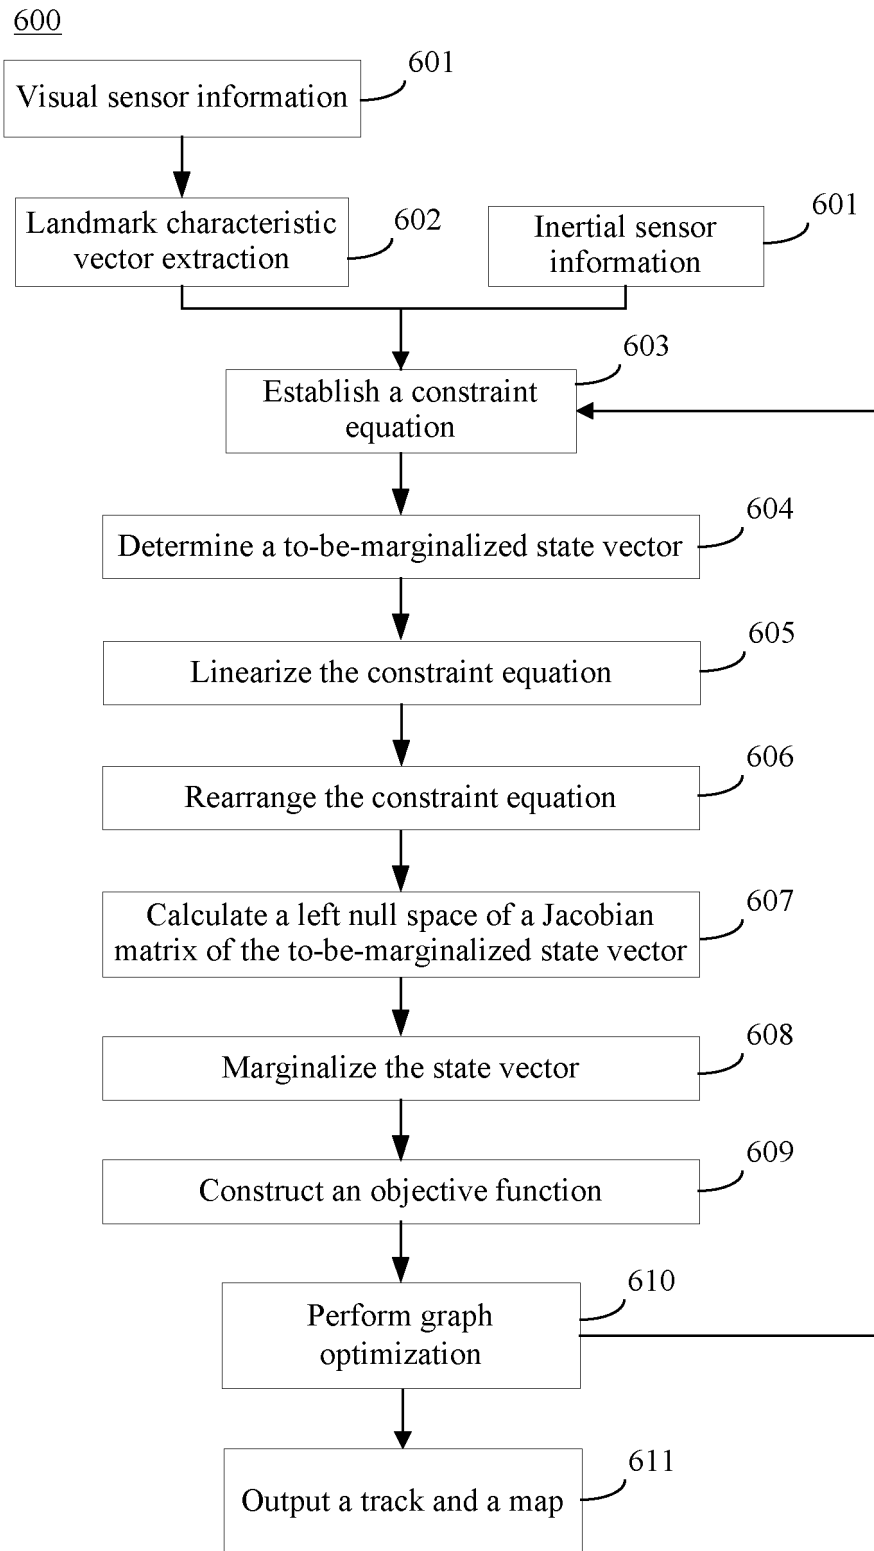 600
601
Visual sensor information
Landmark characteristic
vector extraction
602
601
Inertial sensor
information
603
Establish a constraint
equation
604
Determine a to-be-marginalized state vector
605
Linearize the constraint equation
606
Rearrange the constraint equation
607
Calculate a left null space of a Jacobian
matrix of the to-be-marginalized state vector
608
Marginalize the state vector
609
Construct an objective function
610
Perform graph
optimization
611
Output a track and a map